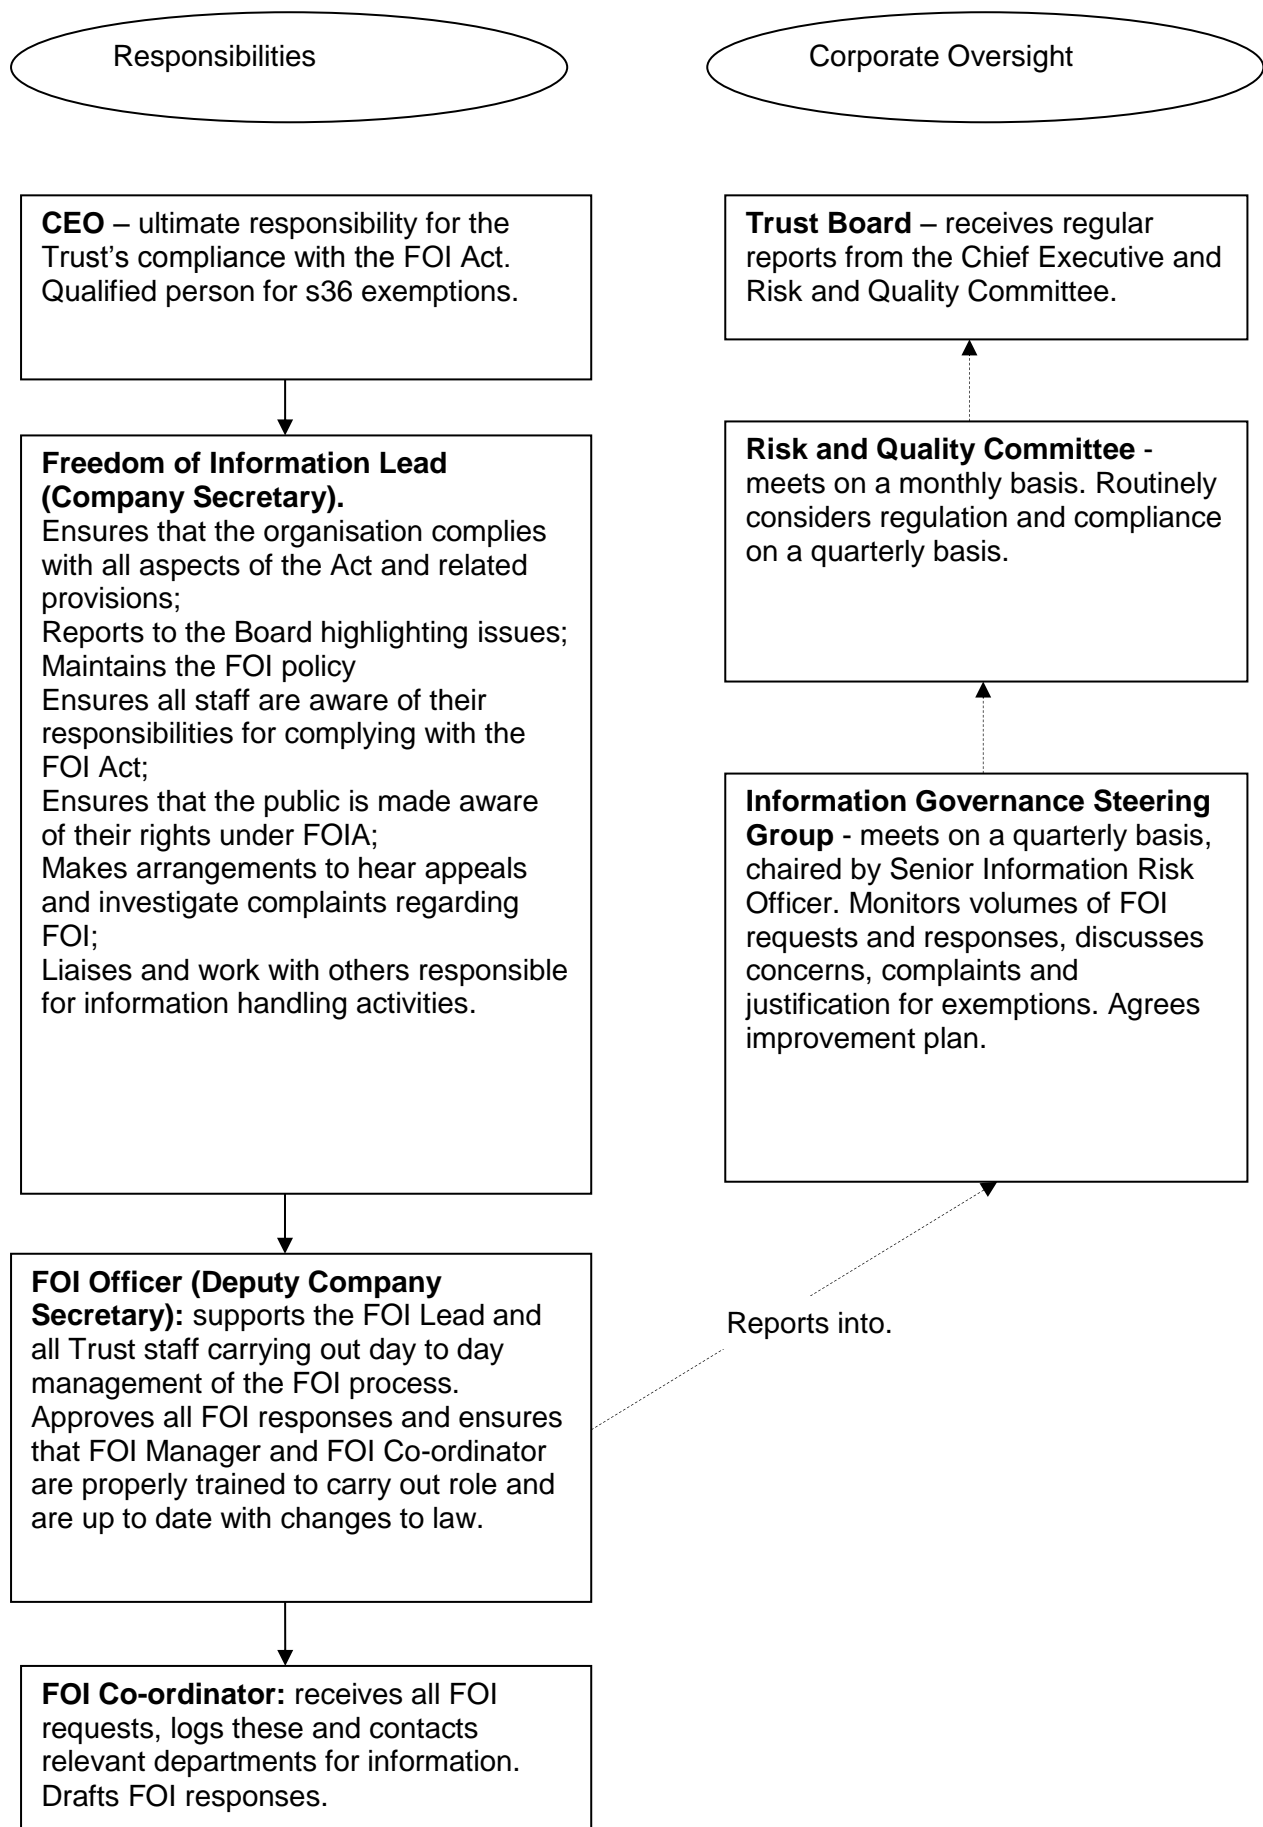 Responsibilities
Corporate Oversight
CEO – ultimate responsibility for the
Trust’s compliance with the FOI Act.
Qualified person for s36 exemptions.
Freedom of Information Lead
(Company Secretary).
Ensures that the organisation complies
with all aspects of the Act and related
provisions;
Reports to the Board highlighting issues;
Maintains the FOI policy
Ensures all staff are aware of their
responsibilities for complying with the
FOI Act;
Ensures that the public is made aware
of their rights under FOIA;
Makes arrangements to hear appeals
and investigate complaints regarding
FOI;
Liaises and work with others responsible
for information handling activities.
FOI Officer (Deputy Company
Secretary): supports the FOI Lead and
all Trust staff carrying out day to day
management of the FOI process.
Approves all FOI responses and ensures
that FOI Manager and FOI Co-ordinator
are properly trained to carry out role and
are up to date with changes to law.
FOI Co-ordinator: receives all FOI
requests, logs these and contacts
relevant departments for information.
Drafts FOI responses.
Trust Board – receives regular
reports from the Chief Executive and
Risk and Quality Committee.
Risk and Quality Committee -
meets on a monthly basis. Routinely
considers regulation and compliance
on a quarterly basis.
Information Governance Steering
Group - meets on a quarterly basis,
chaired by Senior Information Risk
Officer. Monitors volumes of FOI
requests and responses, discusses
concerns, complaints and
justification for exemptions. Agrees
improvement plan.
Reports into.